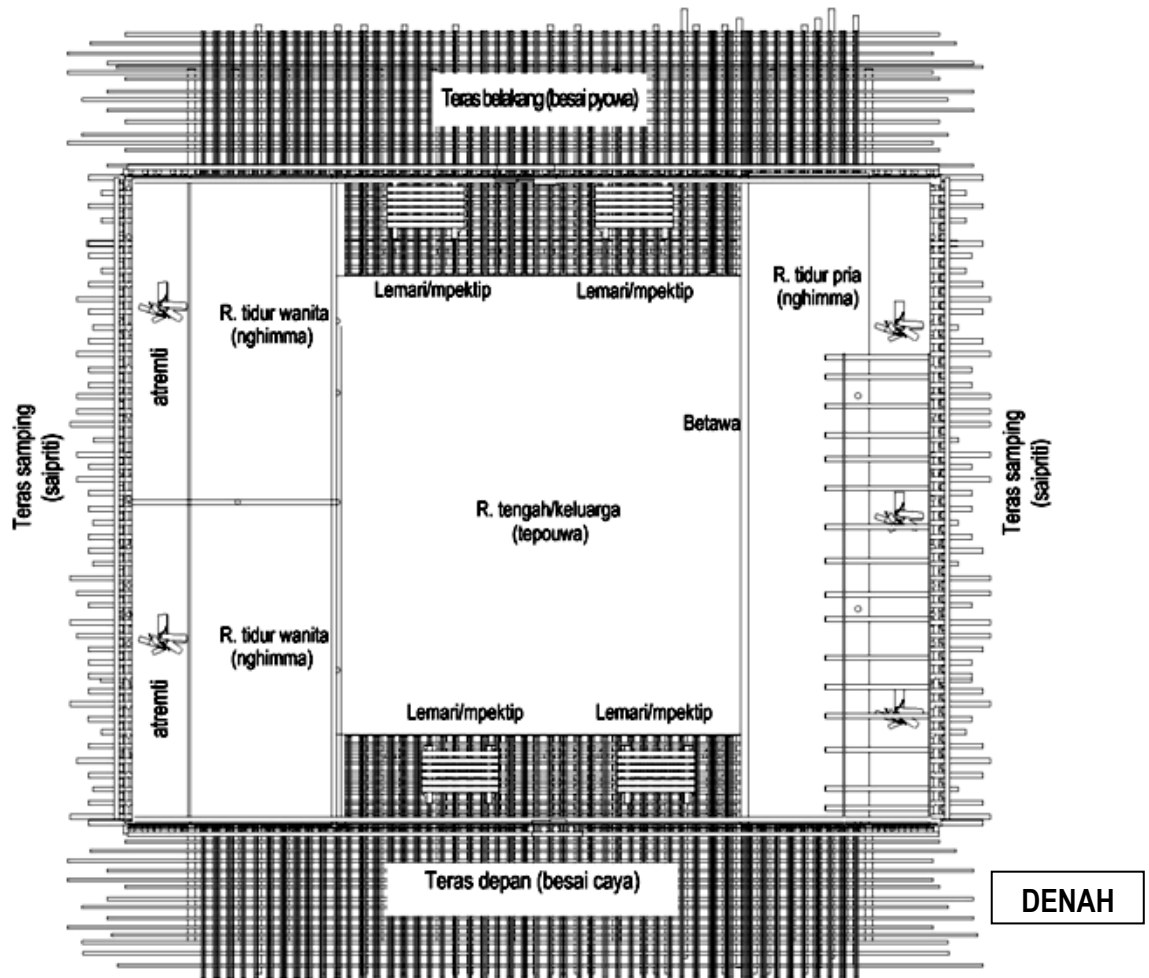 Teras belakang (besai pyowa)
Lemari/mpektip
Lemari/mpektip
R. tidur pria
(nghimma)
R. tidur wanita
(nghimma)
atremti
Betawa
Teras samping
(saipriti)
Teras samping
(saipriti)
R. tengah/keluarga
(tepouwa)
R. tidur wanita
(nghimma)
atremti
Lemari/mpektip
Lemari/mpektip
Teras depan (besai caya)
DENAH